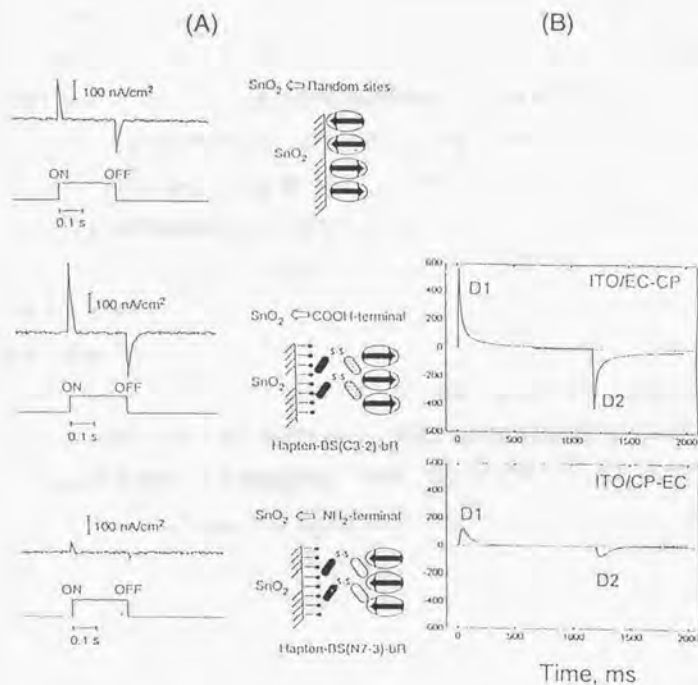 (A)
(B)
100 nA/cm²
SnO₂ ⇦⇨ Random sites
SnO₂
ON OFF
0.1 s
100 nA/cm²
SnO₂ ⇦ COOH-terminal
S-S
S-S
SnO₂
ON OFF
0.1 s
Hapten-BS(C3-2)-bR
600
400
200
0
-200
-400
-600
ITO/EC-CP
D1
D2
0 500 1000 1500 2000
100 nA/cm²
SnO₂ ⇦ NH₂-terminal
S-S
S-S
SnO₂
ON OFF
0.1 s
Hapten-BS(N7-3)-bR
600
400
200
0
-200
-400
-600
ITO/CP-EC
D1
D2
0 500 1000 1500 2000
Time, ms